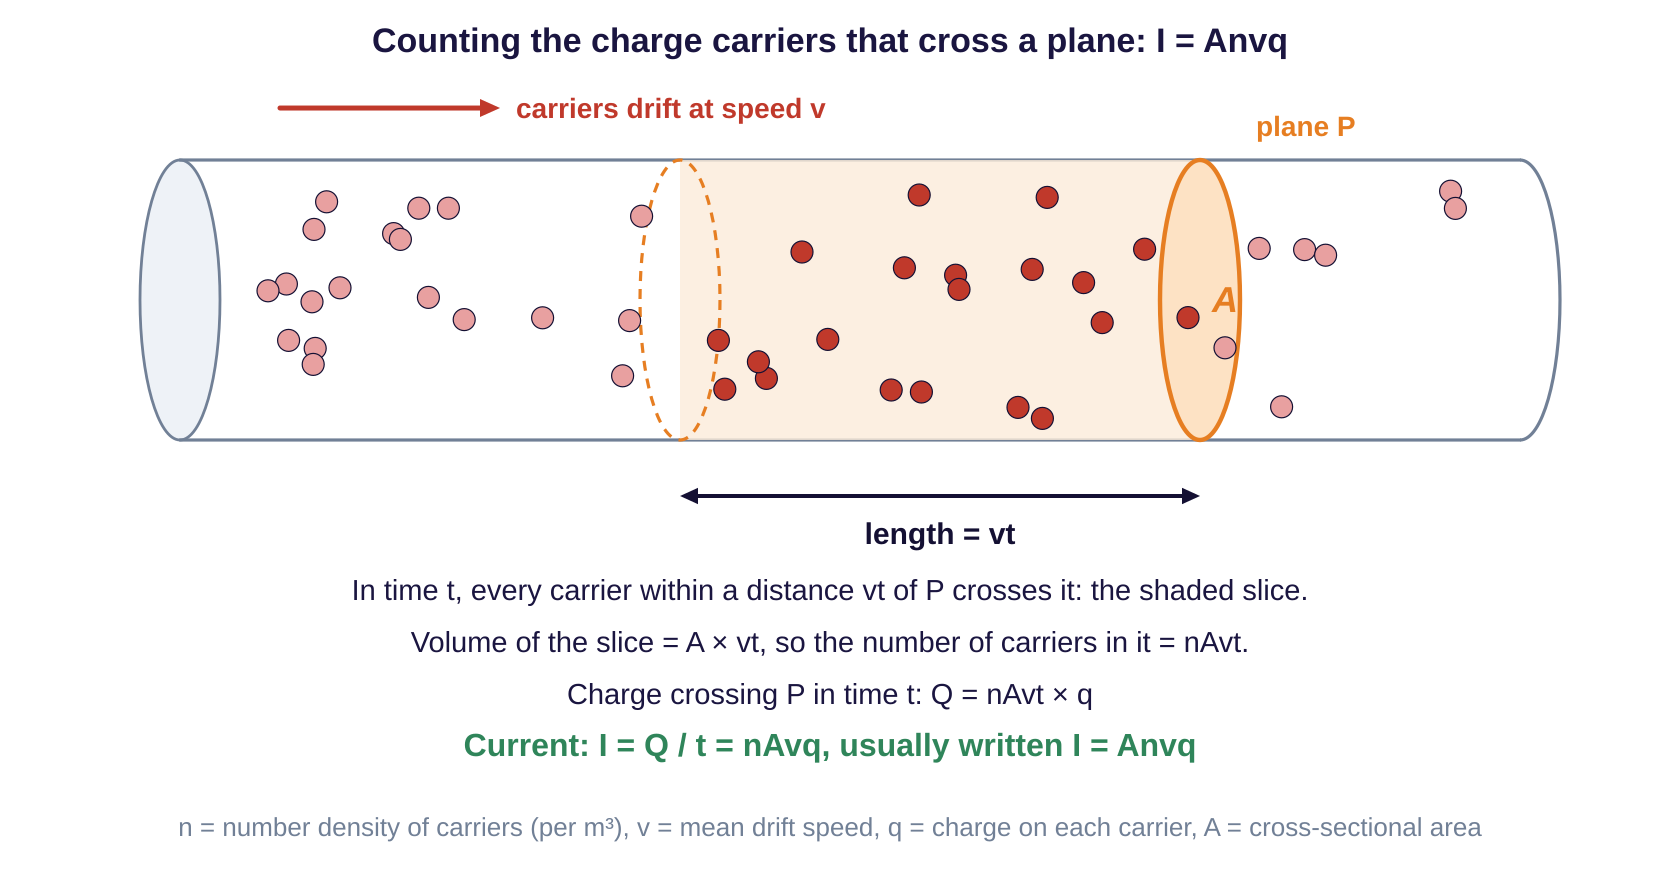 Counting the charge carriers that cross a plane: I = Anvq
carriers drift at speed v
plane P
A
length = vt
In time t, every carrier within a distance vt of P crosses it: the shaded slice.
Volume of the slice = A × vt, so the number of carriers in it = nAvt.
Charge crossing P in time t: Q = nAvt × q
Current: I = Q / t = nAvq, usually written I = Anvq
n = number density of carriers (per m³), v = mean drift speed, q = charge on each carrier, A = cross-sectional area